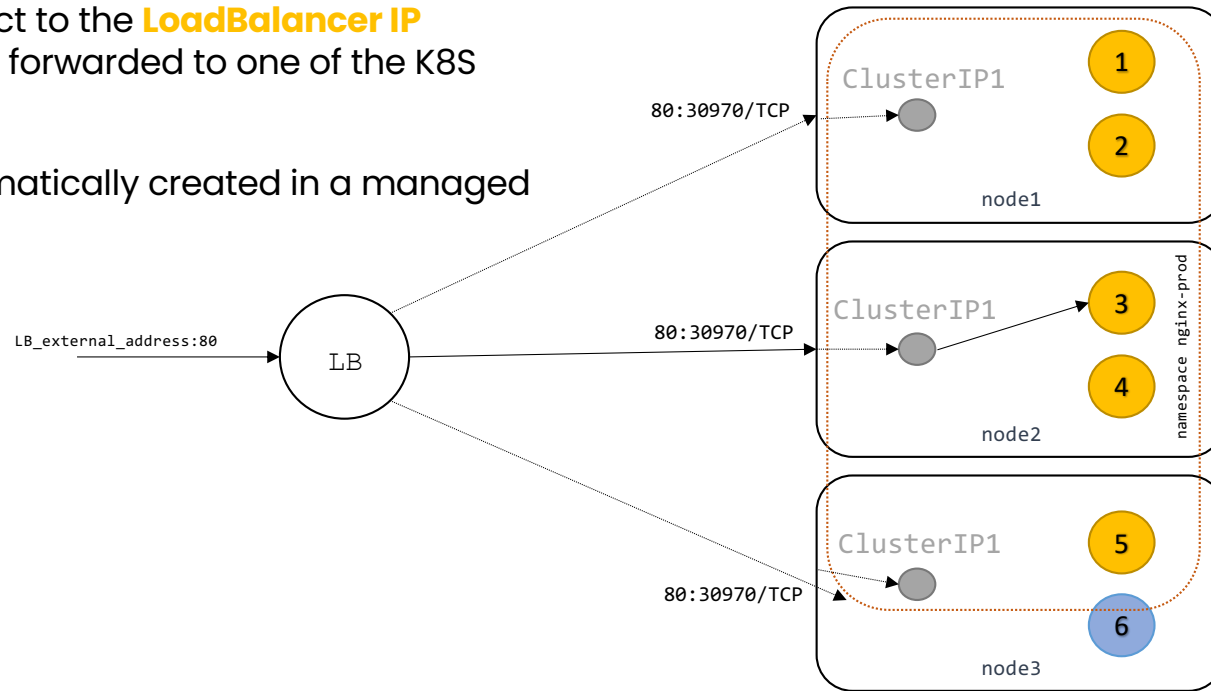 ct to the LoadBalancer IP
forwarded to one of the K8S
matically created in a managed
LB_external_address:80
LB
80:30970/TCP
ClusterIP1
1
2
node1
80:30970/TCP
ClusterIP1
3
4
node2
namespace nginx-prod
80:30970/TCP
ClusterIP1
5
6
node3